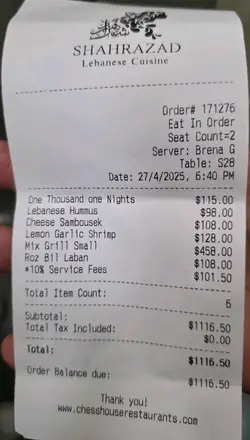 SHAHRAZAD
Lebanese Cuisine
Order# 171276
Eat In Order
Seat Count=2
Server: Brena G
Table: S28
Date: 27/4/2025, 6:40 PM
One Thousand one Nights $115.00
Lebanese Hummus $98.00
Cheese Sambousek $108.00
Lemon Garlic Shrimp $128.00
Mix Grill Small $458.00
Roz Bil Laban $108.00
*10% Service Fees $101.50
Total Item Count: 6
Subtotal: $1116.50
Total Tax Included: $0.00
Total: $1116.50
Order Balance due: $1116.50
Thank you!
www.chesshouserestaurants.com